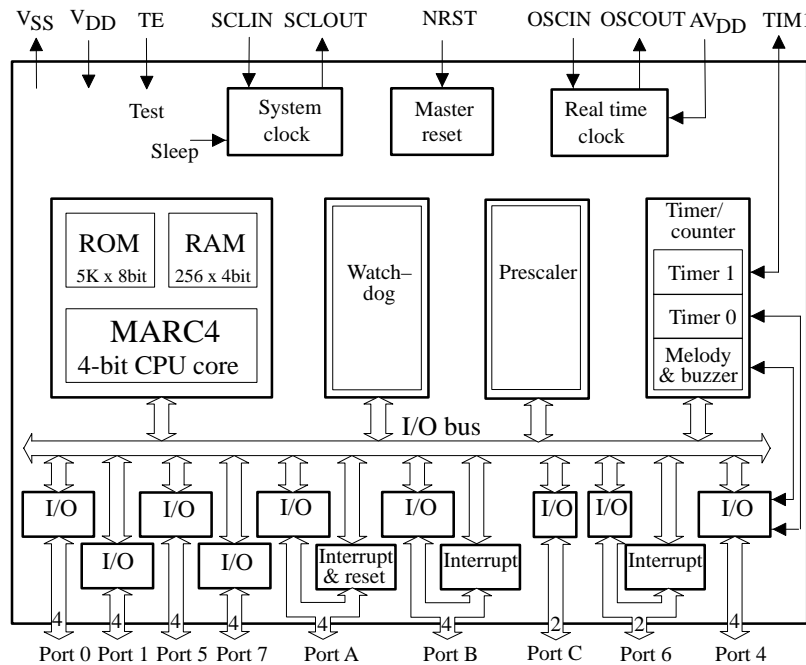 VSS VDD TE SCLIN SCLOUT NRST OSCIN OSCOUT AVDD TIM1
Test
Sleep
System
clock
Master
reset
Real time
clock
ROM
5K x 8bit
RAM
256 x 4bit
MARC4
4-bit CPU core
Watch–
dog
Prescaler
Timer/
counter
Timer 1
Timer 0
Melody
& buzzer
I/O bus
I/O I/O I/O I/O I/O I/O I/O
I/O I/O
Interrupt
& reset
Interrupt
Interrupt
4 4 4 4 4 4 2 2 4
Port 0 Port 1 Port 5 Port 7 Port A Port B Port C Port 6 Port 4